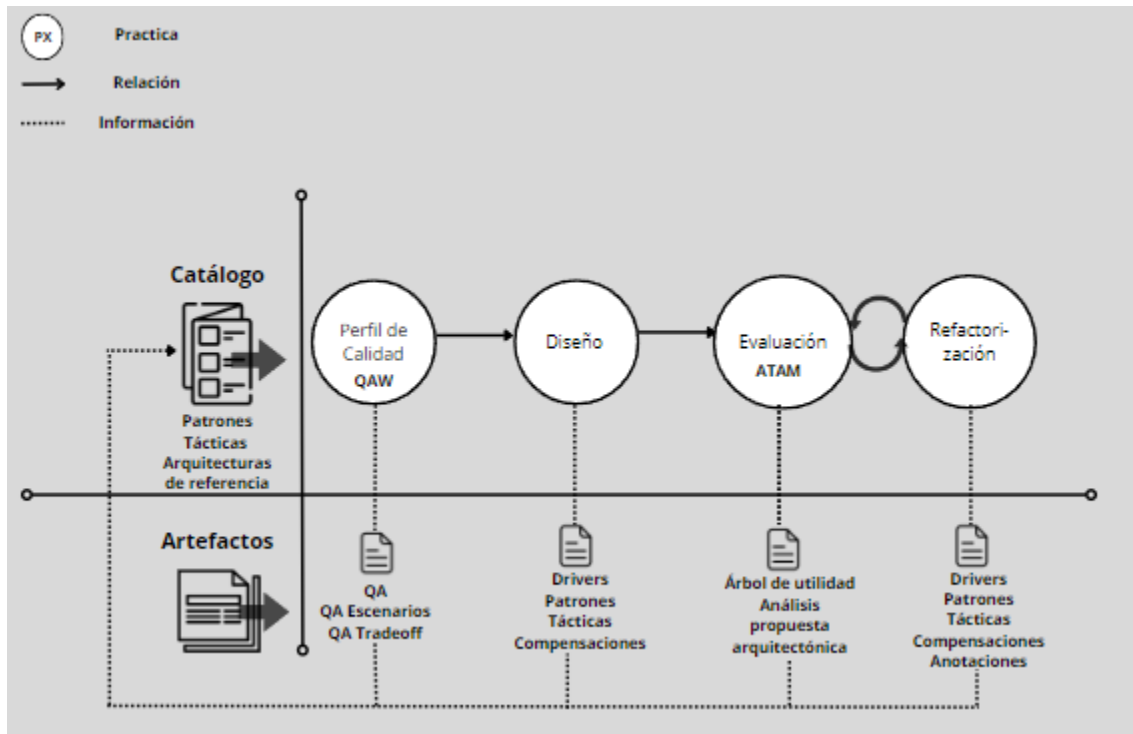 PX
Practica
Relación
Información
Catálogo
Patrones
Tácticas
Arquitecturas
de referencia
Perfil de
Calidad
QAW
Diseño
Evaluación
ATAM
Refactori-
zación
Artefactos
QA
QA Escenarios
QA Tradeoff
Drivers
Patrones
Tácticas
Compensaciones
Árbol de utilidad
Análisis
propuesta
arquitectónica
Drivers
Patrones
Tácticas
Compensaciones
Anotaciones